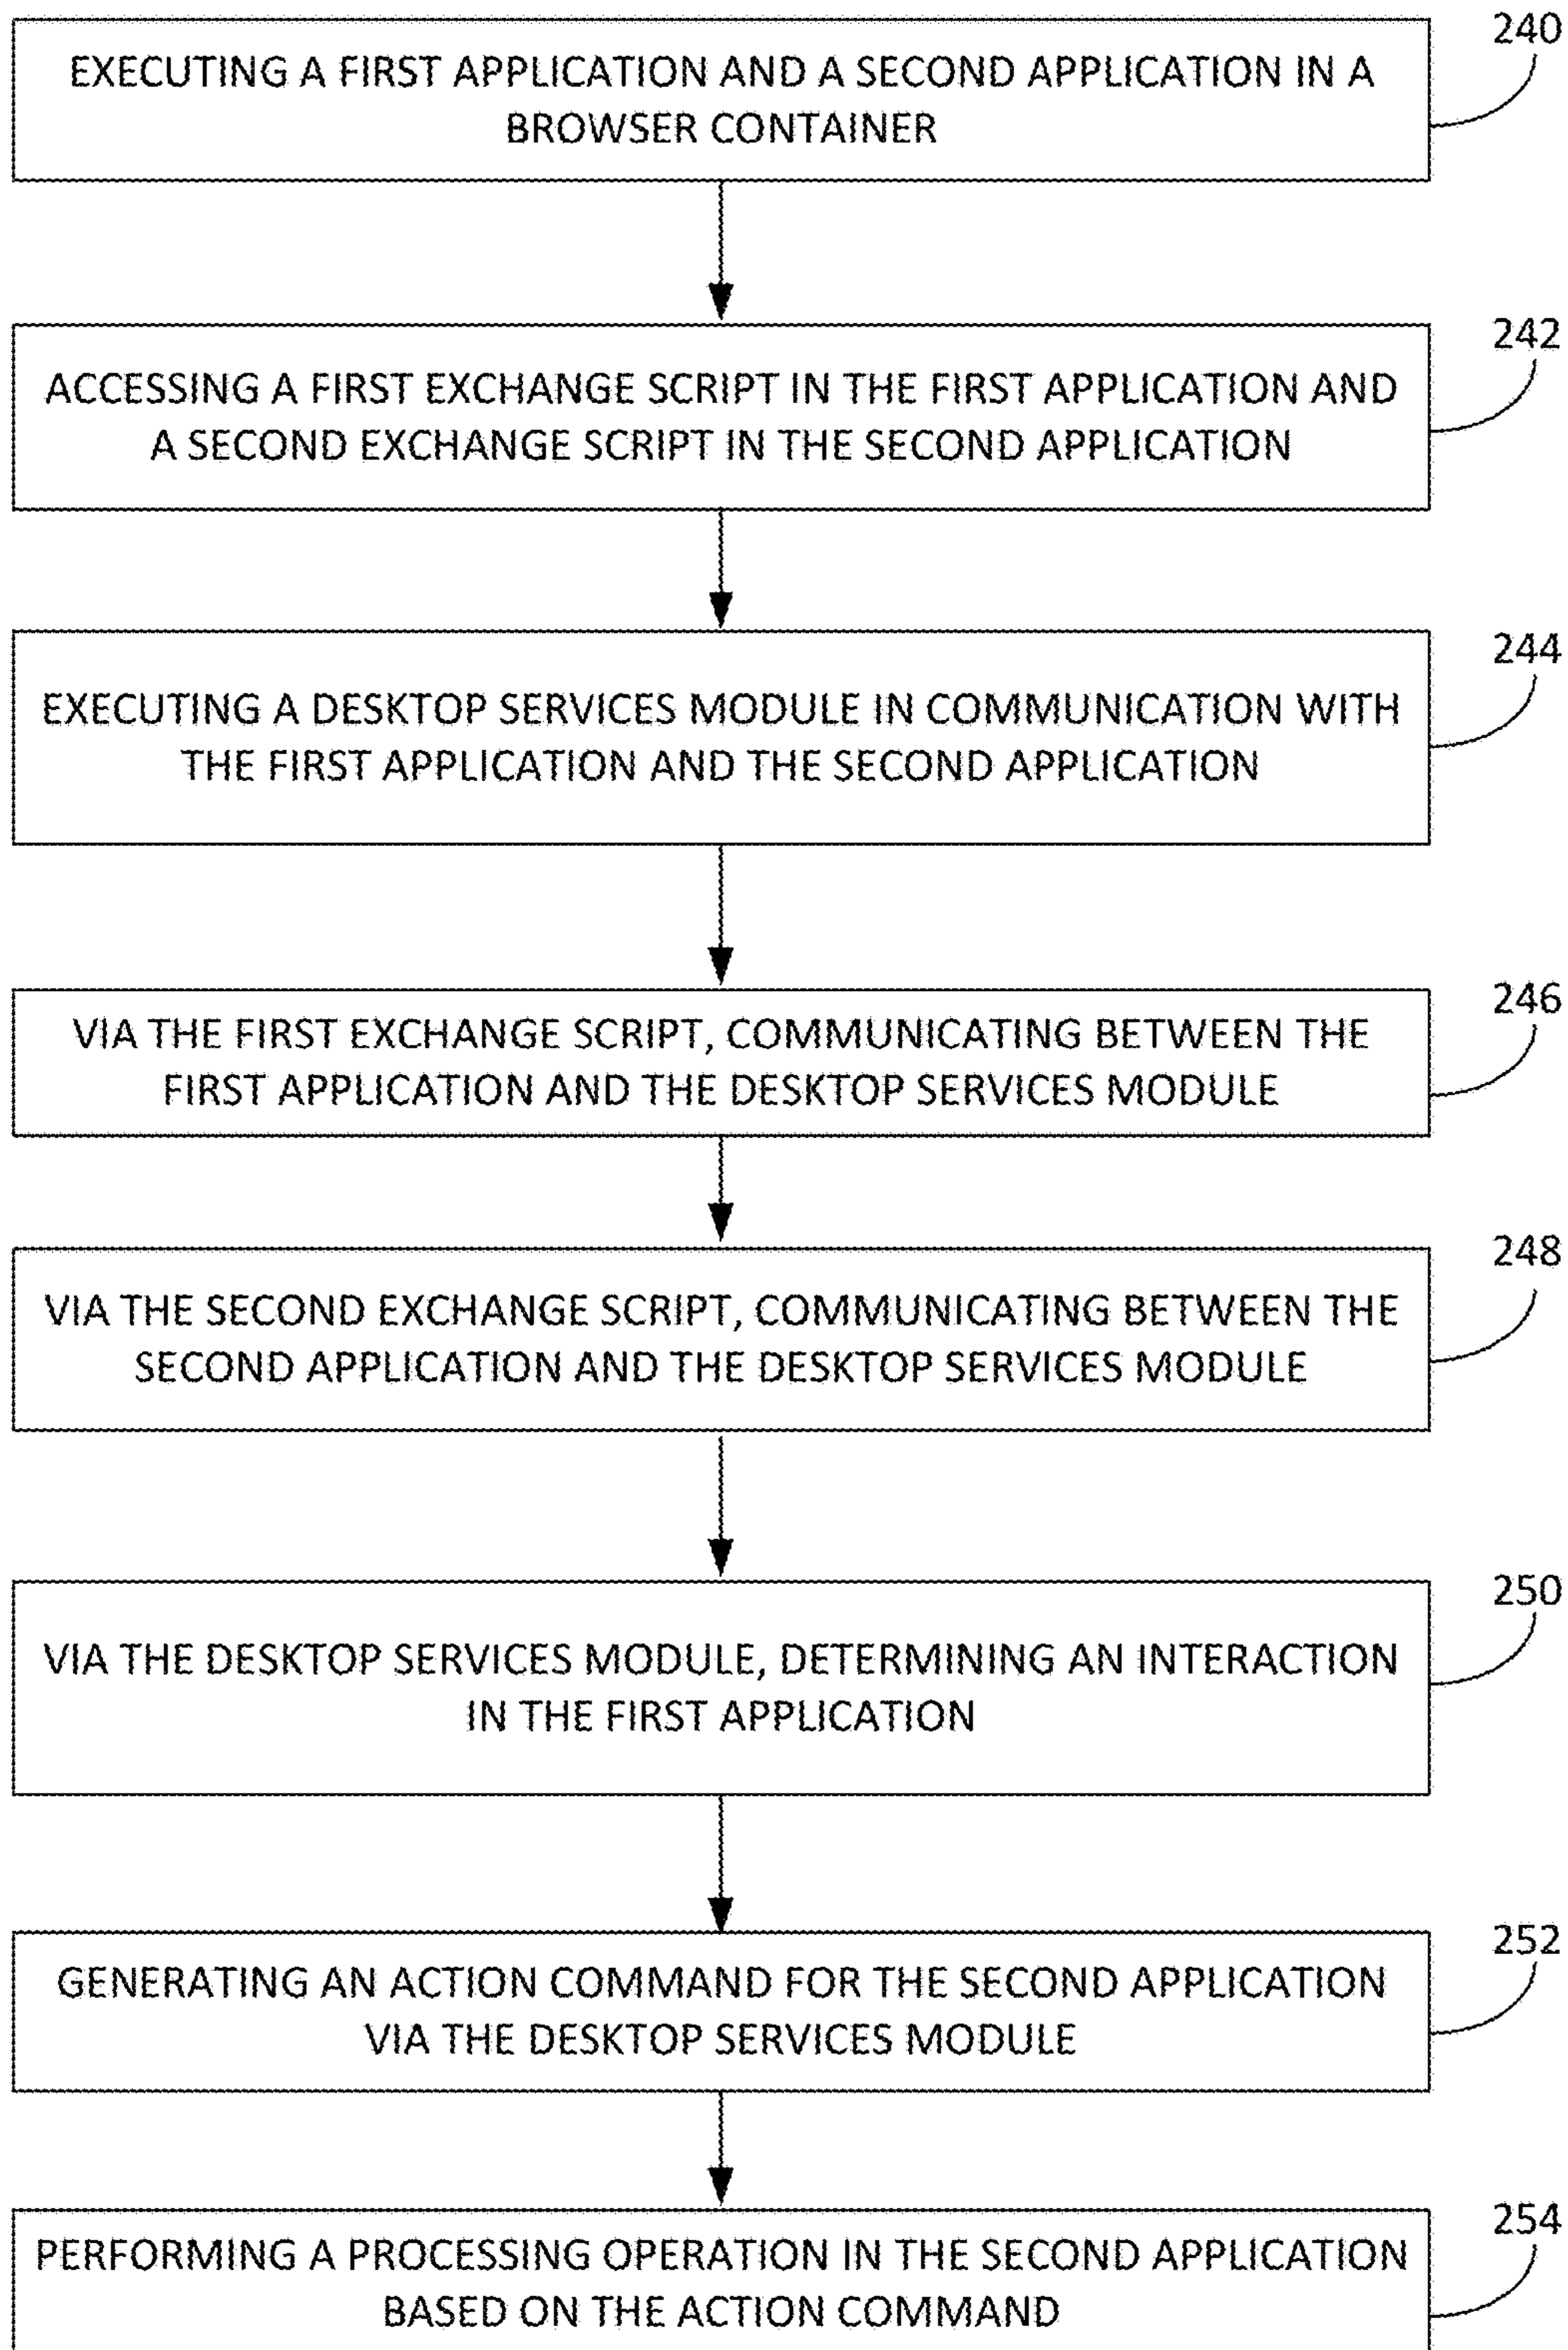 240
EXECUTING A FIRST APPLICATION AND A SECOND APPLICATION IN A
BROWSER CONTAINER
242
ACCESSING A FIRST EXCHANGE SCRIPT IN THE FIRST APPLICATION AND
A SECOND EXCHANGE SCRIPT IN THE SECOND APPLICATION
244
EXECUTING A DESKTOP SERVICES MODULE IN COMMUNICATION WITH
THE FIRST APPLICATION AND THE SECOND APPLICATION
246
VIA THE FIRST EXCHANGE SCRIPT, COMMUNICATING BETWEEN THE
FIRST APPLICATION AND THE DESKTOP SERVICES MODULE
248
VIA THE SECOND EXCHANGE SCRIPT, COMMUNICATING BETWEEN THE
SECOND APPLICATION AND THE DESKTOP SERVICES MODULE
250
VIA THE DESKTOP SERVICES MODULE, DETERMINING AN INTERACTION
IN THE FIRST APPLICATION
252
GENERATING AN ACTION COMMAND FOR THE SECOND APPLICATION
VIA THE DESKTOP SERVICES MODULE
254
PERFORMING A PROCESSING OPERATION IN THE SECOND APPLICATION
BASED ON THE ACTION COMMAND